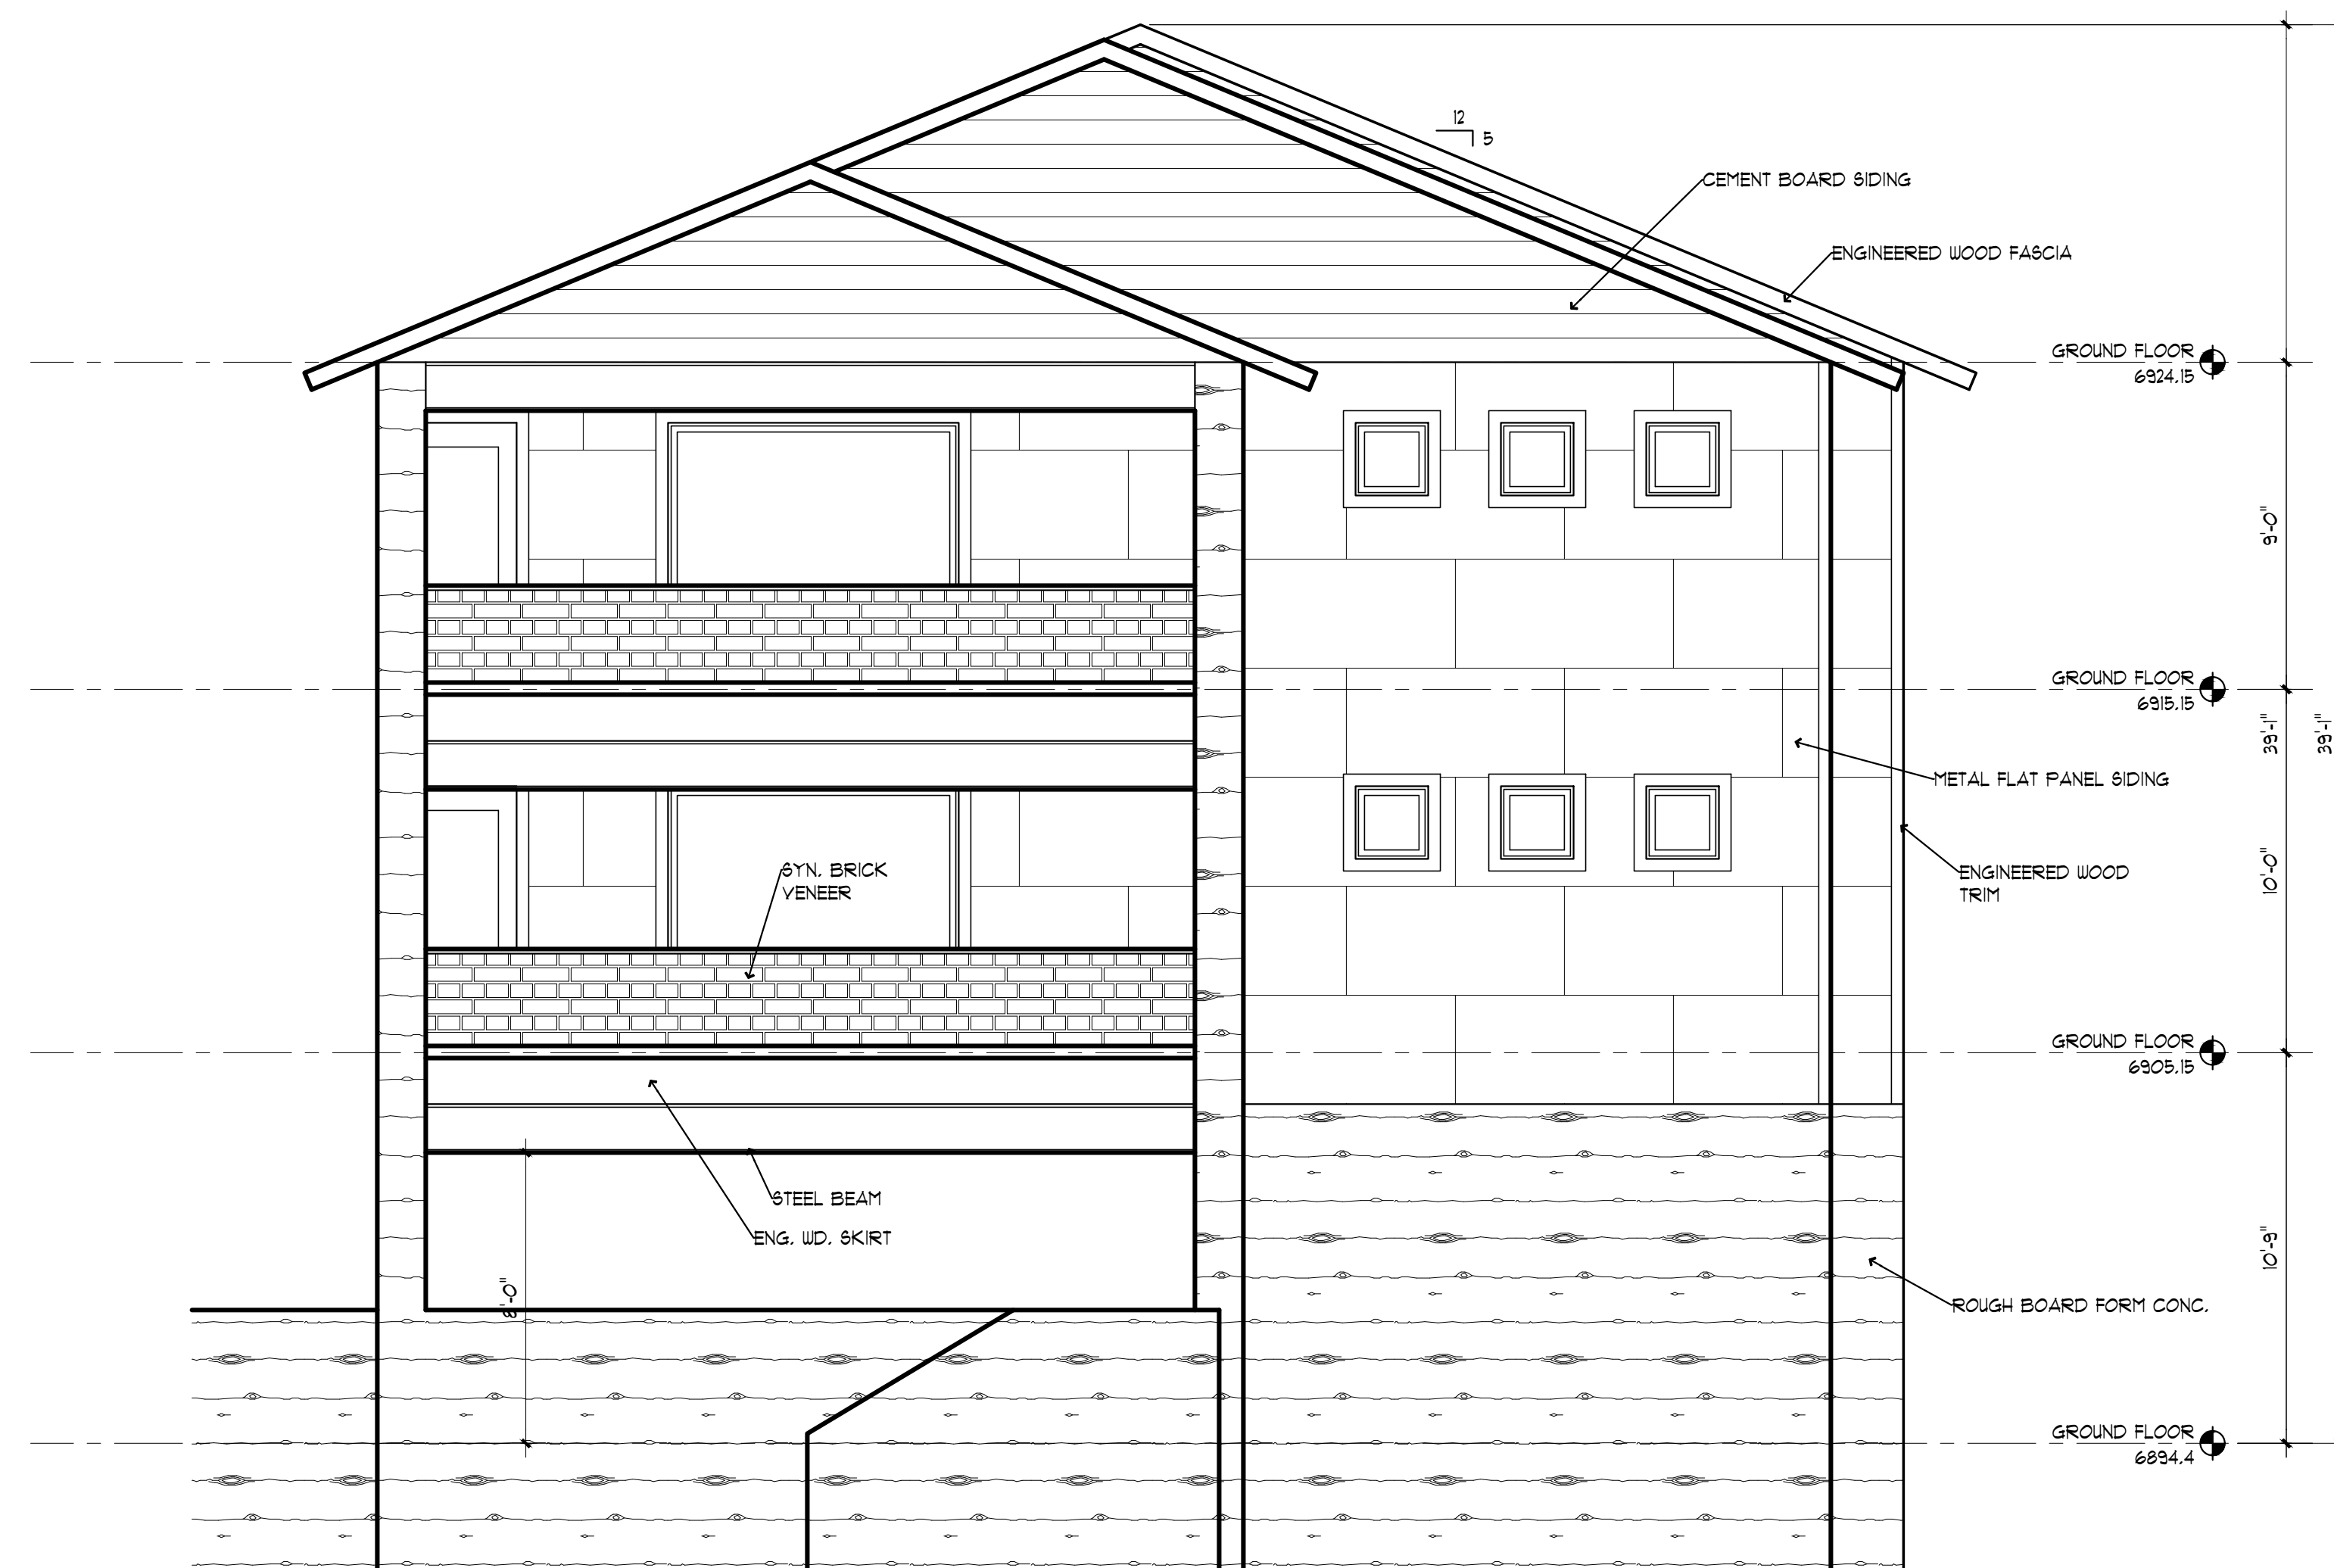 12
5
CEMENT BOARD SIDING
ENGINEERED WOOD FASCIA
GROUND FLOOR
6924.15
9'-0"
GROUND FLOOR
6915.15
39'-1"
39'-1"
METAL FLAT PANEL SIDING
SYN. BRICK
VENEER
10'-0"
ENGINEERED WOOD
TRIM
GROUND FLOOR
6905.15
STEEL BEAM
ENG. WD. SKIRT
10'-9"
8'-0"
ROUGH BOARD FORM CONC.
GROUND FLOOR
6894.4